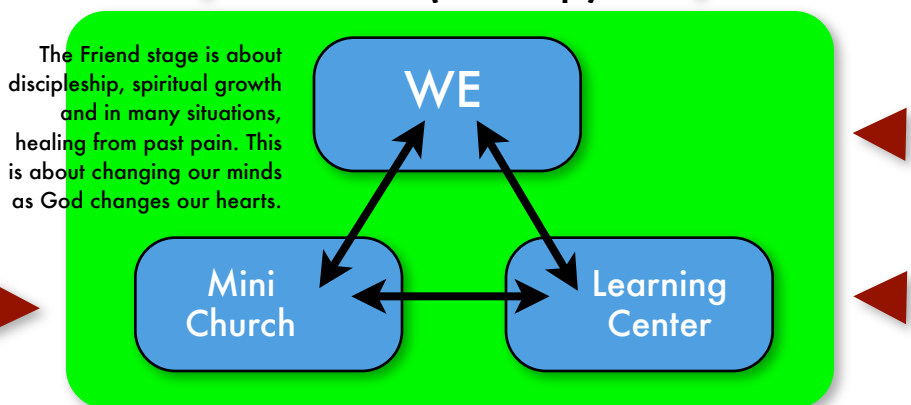 The Friend stage is about
discipleship, spiritual growth
and in many situations,
healing from past pain. This
is about changing our minds
as God changes our hearts.
WE
Mini
Church
Learning
Center